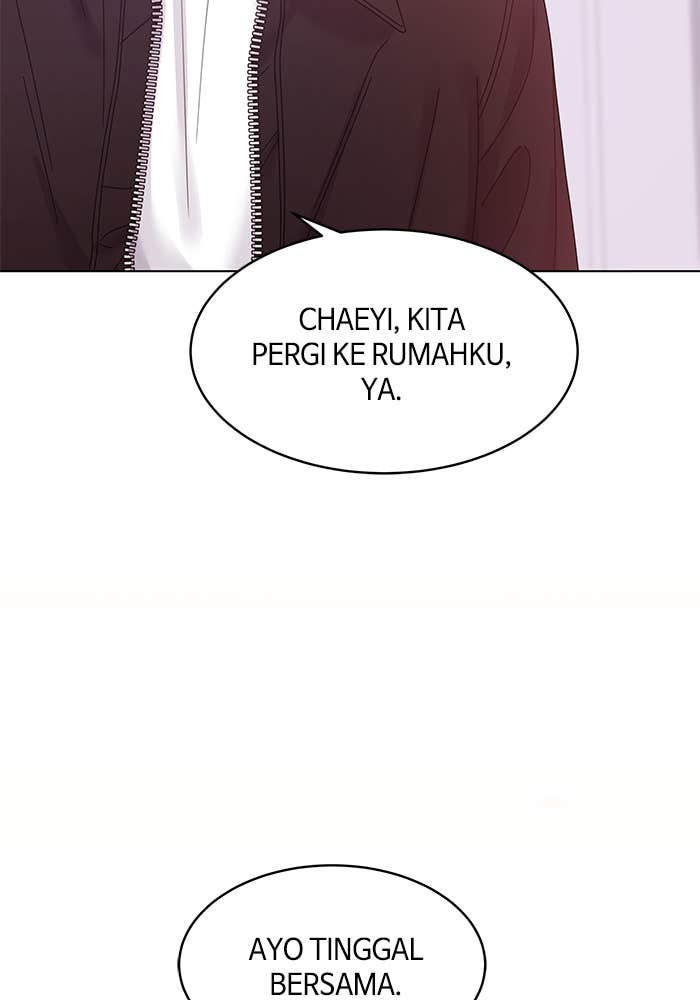 CHAEYI, KITA
PERGI KE RUMAHKU,
YA.
AYO TINGGAL
BERSAMA.